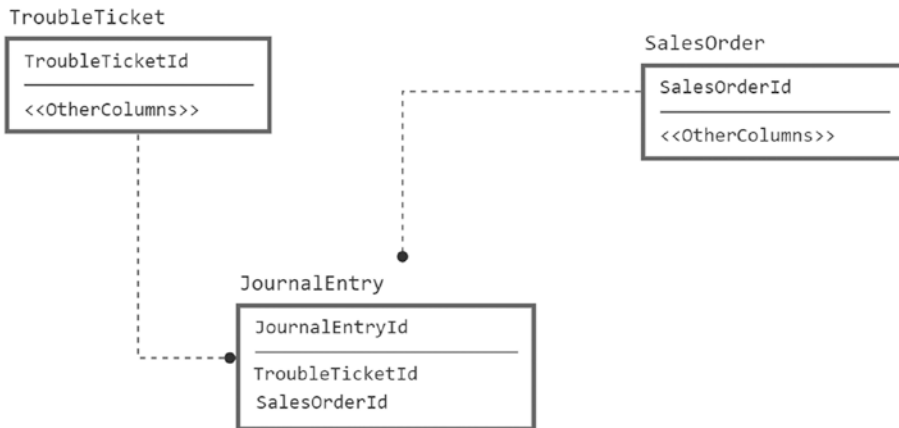 TroubleTicket
TroubleTicketId
<<OtherColumns>>
SalesOrder
SalesOrderId
<<OtherColumns>>
JournalEntry
JournalEntryId
TroubleTicketId
SalesOrderId